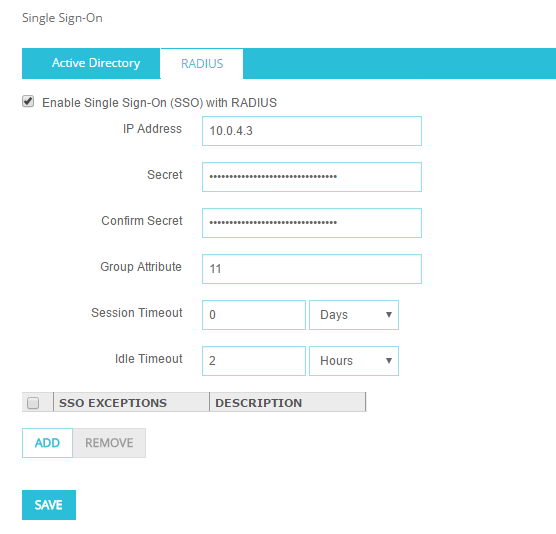 Single Sign-On
Active Directory RADIUS
Enable Single Sign-On (SSO) with RADIUS
IP Address 10.0.4.3
Secret ••••••••••••••••••••••••••••••••
Confirm Secret ••••••••••••••••••••••••••••••••
Group Attribute 11
Session Timeout 0 Days
Idle Timeout 2 Hours
SSO EXCEPTIONS DESCRIPTION
ADD REMOVE
SAVE